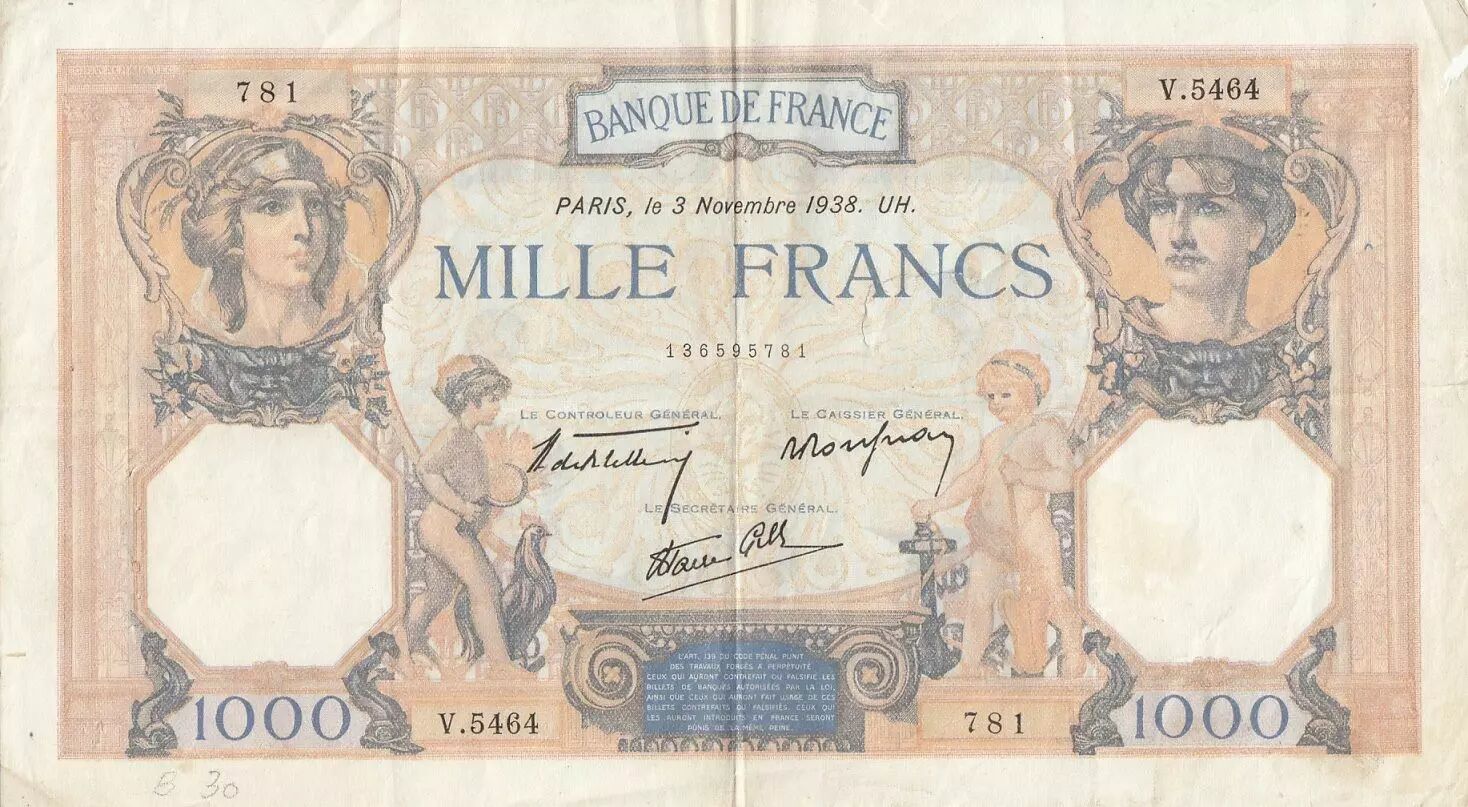 781
V.5464
BANQUE DE FRANCE
PARIS, le 3 Novembre 1938. UH.
MILLE FRANCS
136595781
LE CONTROLEUR GÉNÉRAL.
LE CAISSIER GÉNÉRAL.
LE SECRÉTAIRE GÉNÉRAL.
L'ART. 139 DU CODE PÉNAL PUNIT
DES TRAVAUX FORCÉS A PERPÉTUITÉ
CEUX QUI AURONT CONTREFAIT OU FALSIFIÉ LES
BILLETS DE BANQUES AUTORISÉES PAR LA LOI,
AINSI QUE CEUX QUI AURONT FAIT USAGE DE CES
BILLETS CONTREFAITS OU FALSIFIÉS. CEUX QUI
LES AURONT INTRODUITS EN FRANCE SERONT
PUNIS DE LA MÊME PEINE.
1000
V.5464
781
1000
B 30